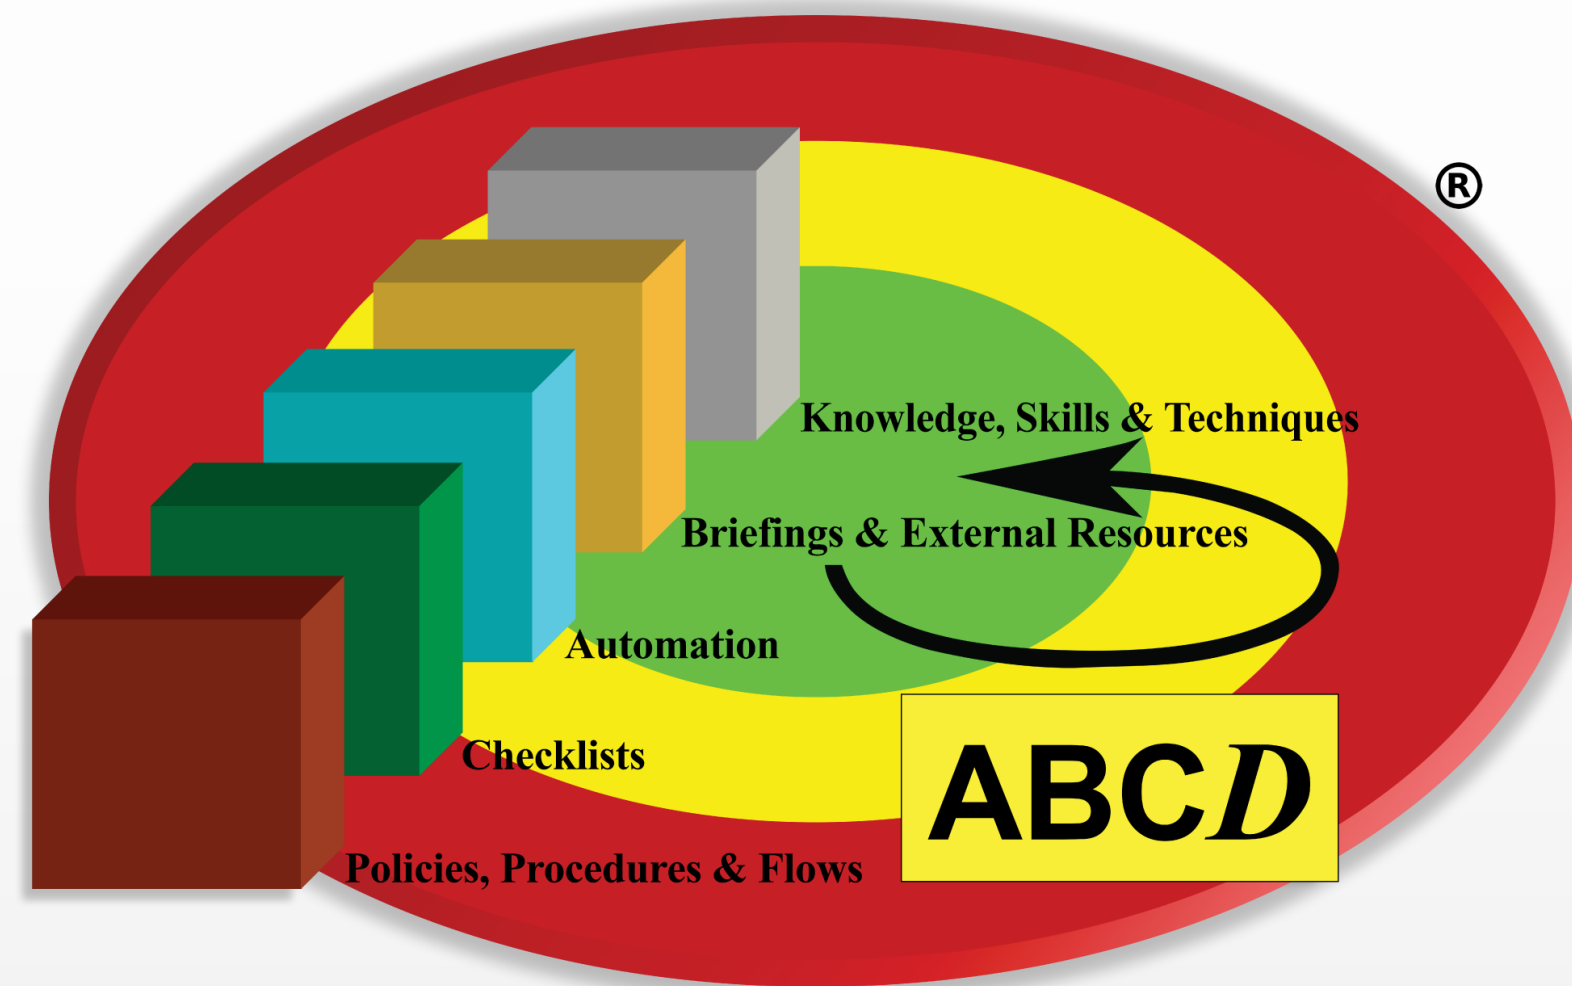 ®
Knowledge, Skills & Techniques
Briefings & External Resources
Automation
Checklists
Policies, Procedures & Flows
ABCD